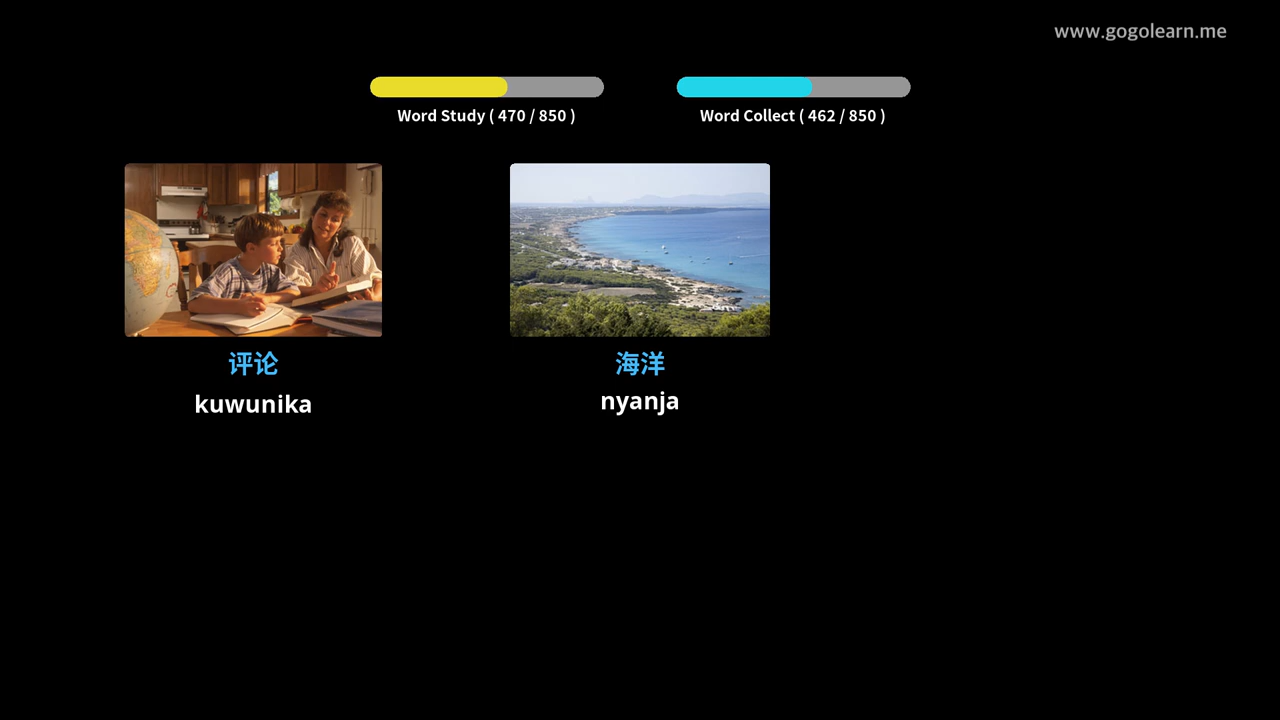 www.gogolearn.me
Word Study ( 470 / 850 )
Word Collect ( 462 / 850 )
评论
kuwunika
海洋
nyanja